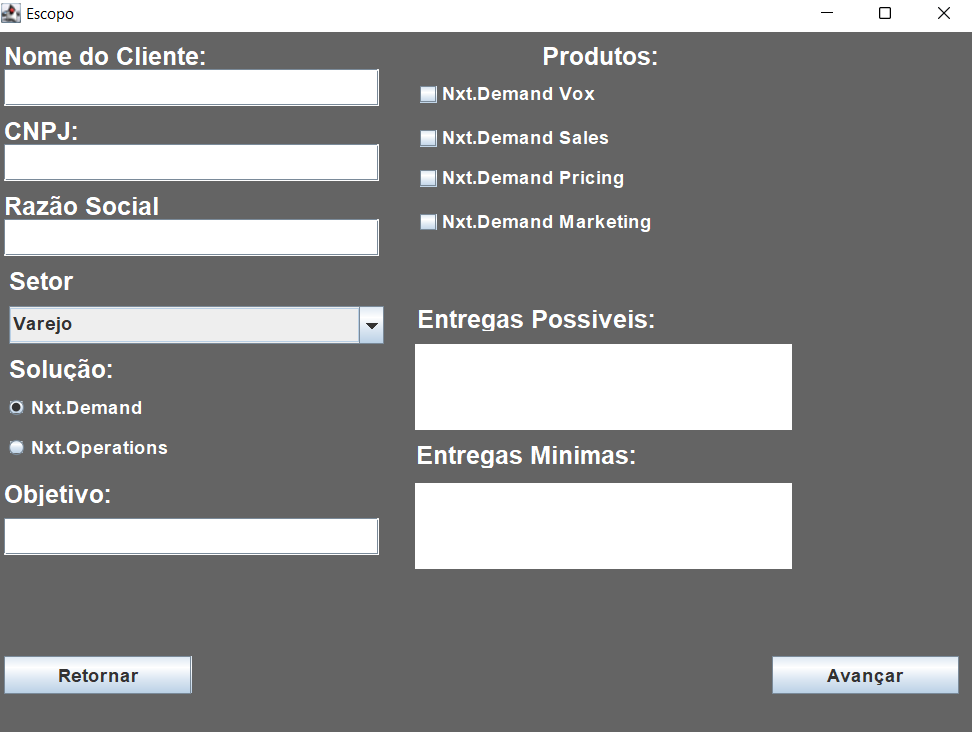 Escopo
Nome do Cliente:
CNPJ:
Razão Social
Setor
Varejo
Solução:
Nxt.Demand
Nxt.Operations
Objetivo:
Produtos:
Nxt.Demand Vox
Nxt.Demand Sales
Nxt.Demand Pricing
Nxt.Demand Marketing
Entregas Possiveis:
Entregas Minimas:
Retornar
Avançar